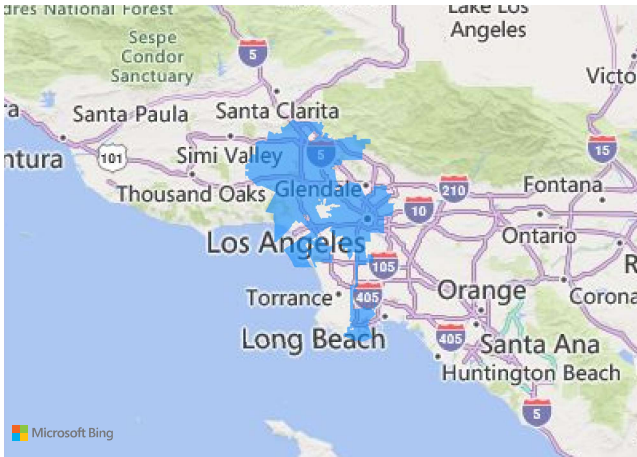 dres National Forest
Lake Los
Angeles
Sespe
Condor
Sanctuary
5
Victo
Santa Clarita
Santa Paula
15
ntura
101
Simi Valley
5
Thousand Oaks
Glendale
210
Fontana
10
Los Angeles
Ontario
105
R
Torrance
405
Orange
Corona
Long Beach
405
Santa Ana
Huntington Beach
5
Microsoft Bing